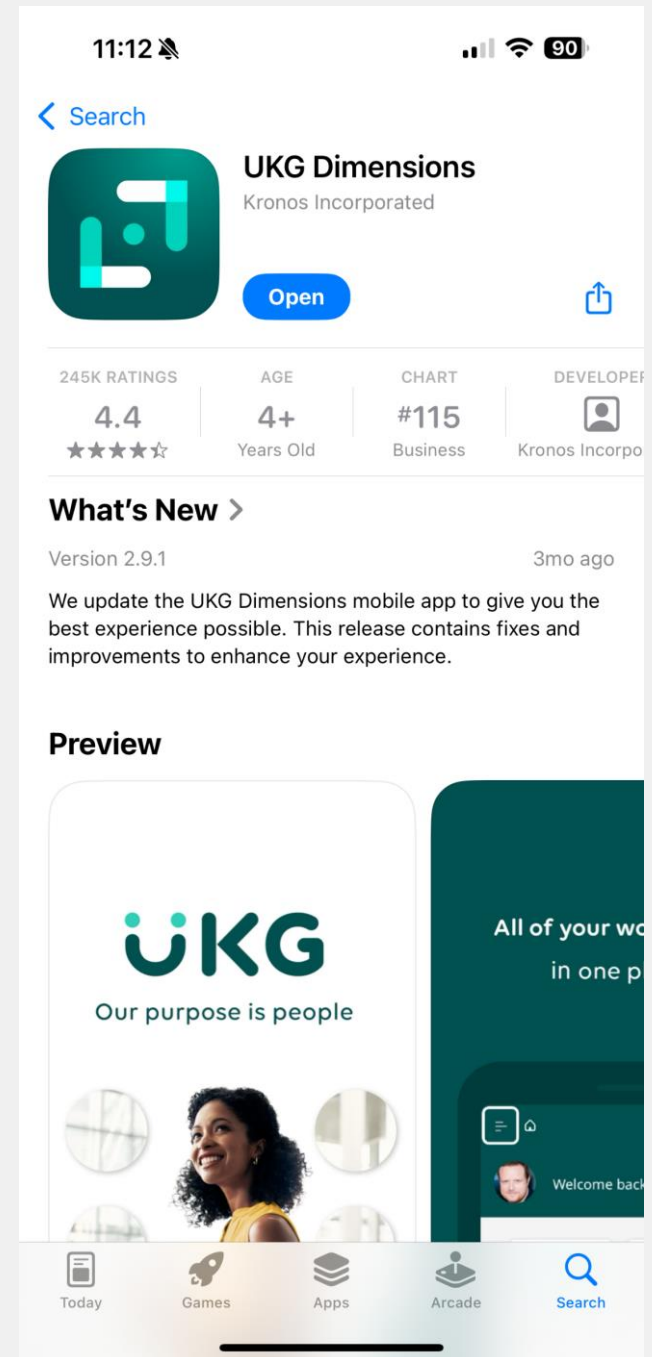 11:12
90
Search
UKG Dimensions
Kronos Incorporated
Open
245K RATINGS
4.4
AGE
4+
Years Old
CHART
#115
Business
DEVELOPER
Kronos Incorpo
What's New
Version 2.9.1 3mo ago
We update the UKG Dimensions mobile app to give you the
best experience possible. This release contains fixes and
improvements to enhance your experience.
Preview
UKG
Our purpose is people
All of your wo
in one p
Welcome back
Today Games Apps Arcade Search